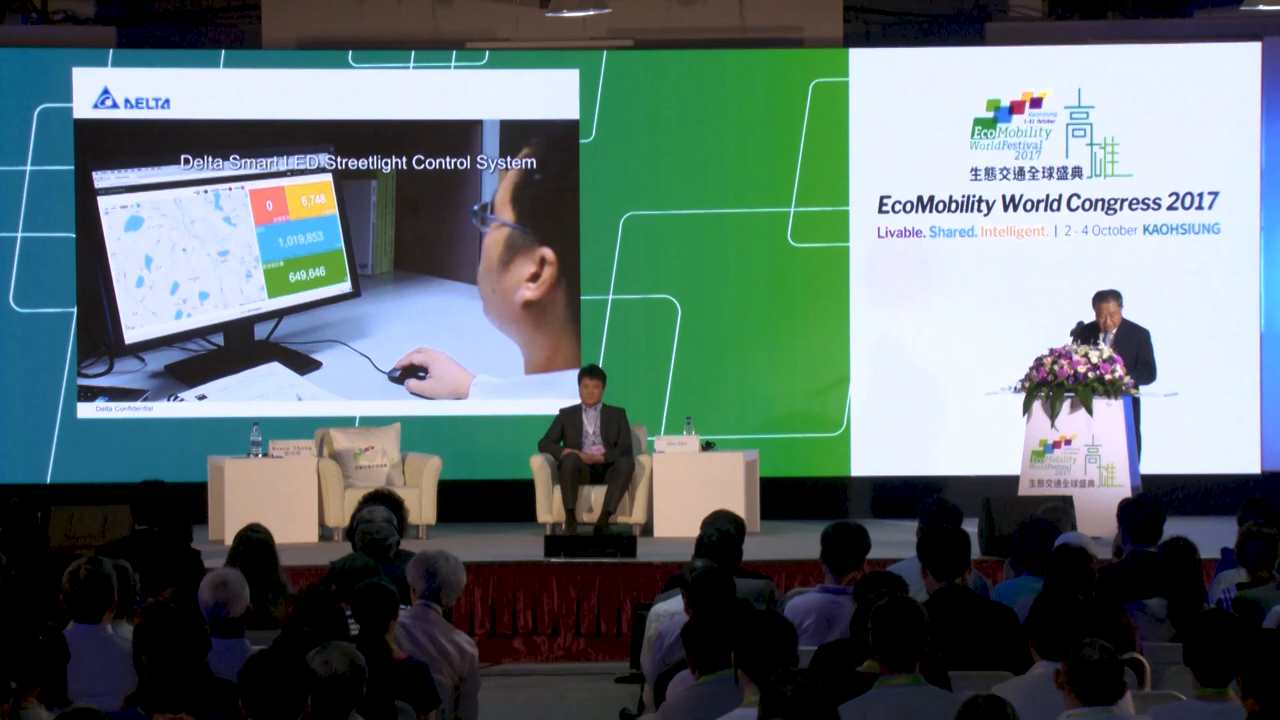 DELTA
Delta Smart LED Streetlight Control System
0
6,748
1,019,853
649,646
Delta Confidential
Kaohsiung
1-31 October
EcoMobility
WorldFestival
2017
高雄
生態交通全球盛典
EcoMobility World Congress 2017
Livable. Shared. Intelligent. | 2 - 4 October KAOHSIUNG
EcoMobility
WorldFestival
2017
高雄
生態交通全球盛典